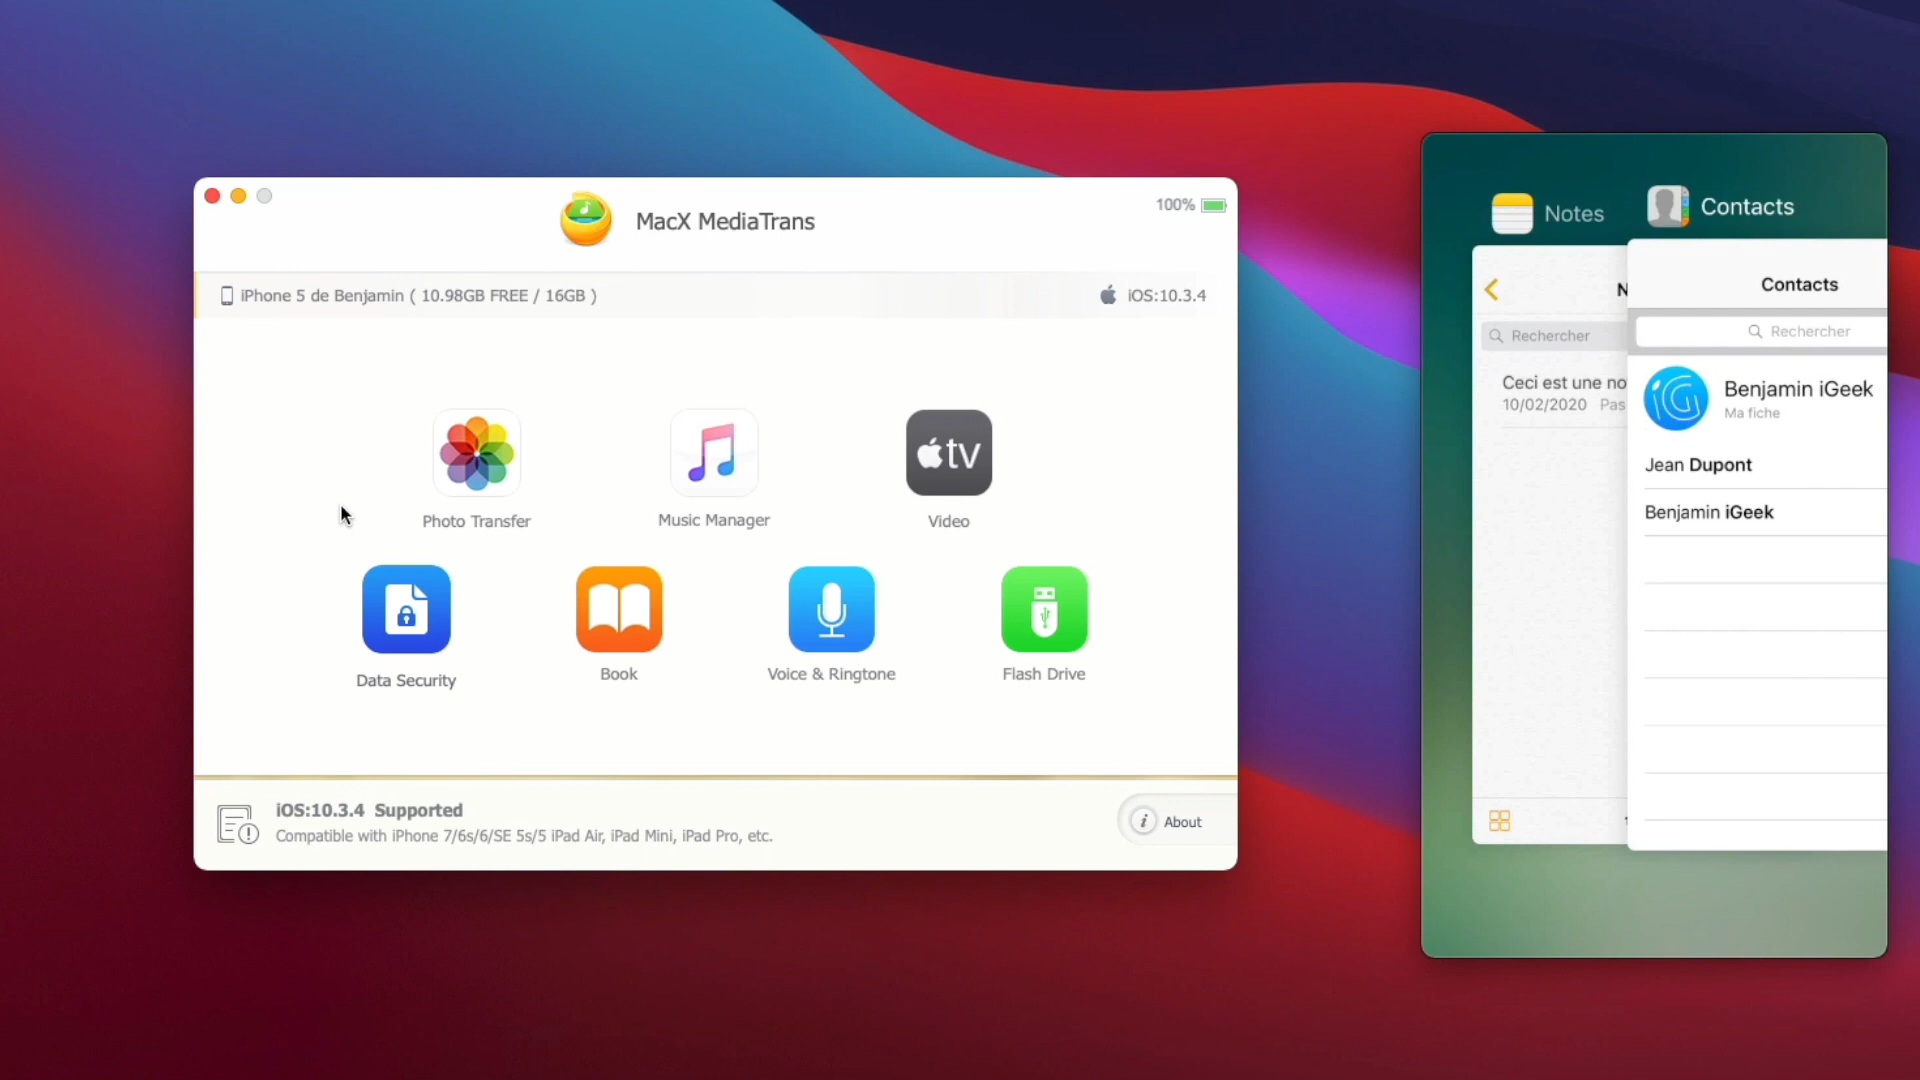 MacX MediaTrans
100%
iPhone 5 de Benjamin ( 10.98GB FREE / 16GB )
iOS:10.3.4
tv
Photo Transfer
Music Manager
Video
Data Security
Book
Voice & Ringtone
Flash Drive
iOS:10.3.4 Supported
Compatible with iPhone 7/6s/6/SE 5s/5 iPad Air, iPad Mini, iPad Pro, etc.
i About
Notes
Contacts
N
Rechercher
Ceci est une no
10/02/2020 Pas
Contacts
Rechercher
iG
Benjamin iGeek
Ma fiche
Jean Dupont
Benjamin iGeek